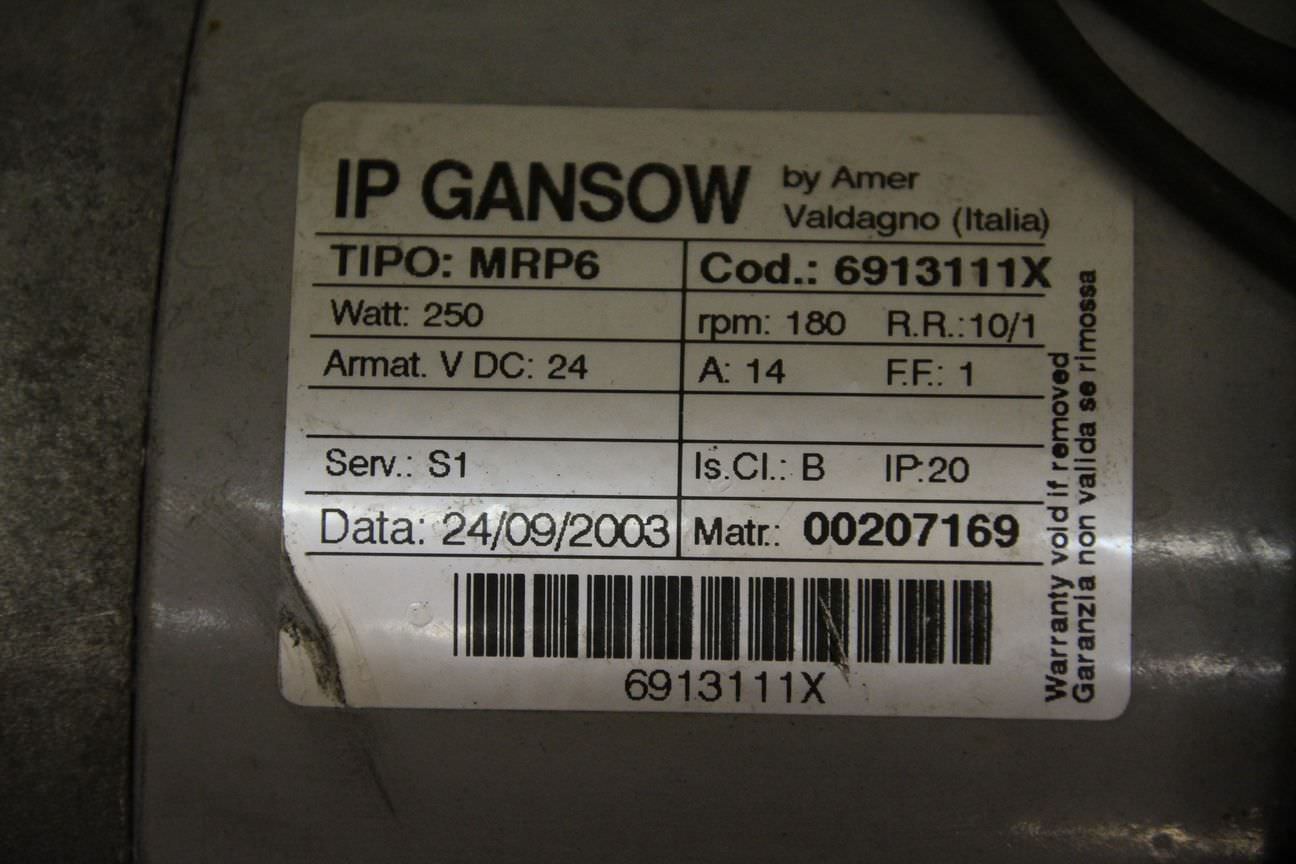 IP GANSOW by Amer
Valdagno (Italia)
TIPO: MRP6 Cod.: 6913111X
Watt: 250 rpm: 180 R.R.:10/1
Armat. V DC: 24 A: 14 F.F.: 1
Serv.: S1 Is.Cl.: B IP:20
Data: 24/09/2003 Matr.: 00207169
6913111X
Warranty void if removed
Garanzia non valida se rimossa